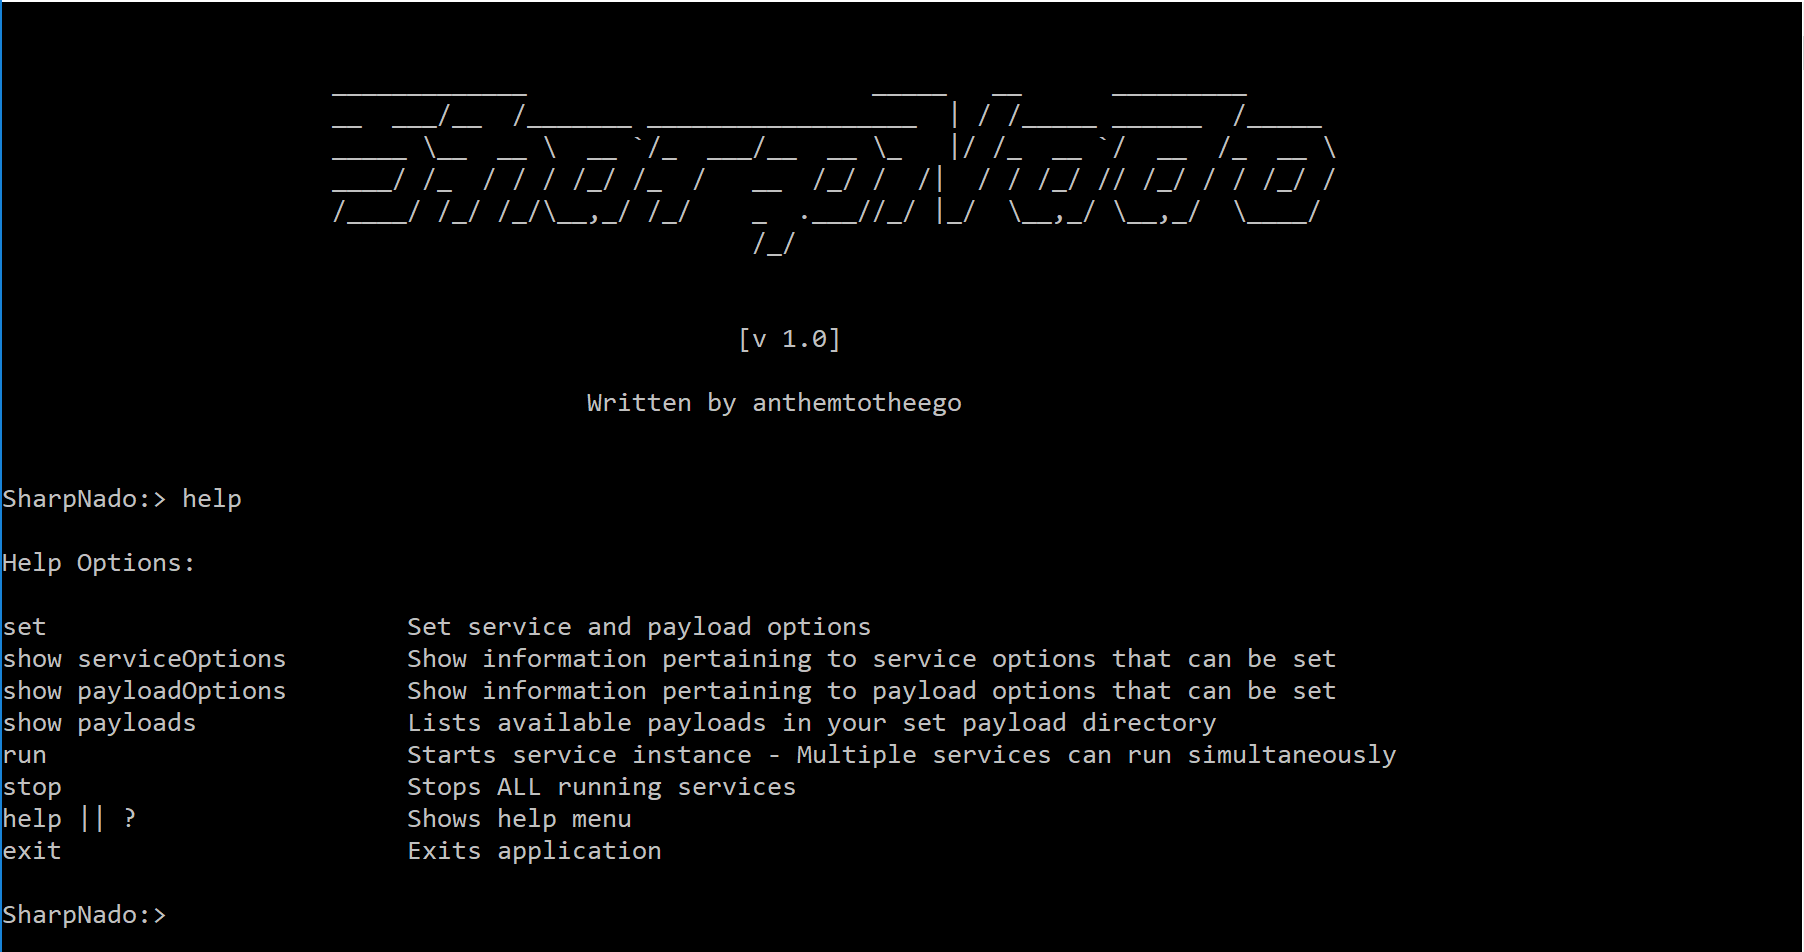 SharpNado
[v 1.0]
Written by anthemtotheego
SharpNado:> help
Help Options:
set Set service and payload options
show serviceOptions Show information pertaining to service options that can be set
show payloadOptions Show information pertaining to payload options that can be set
show payloads Lists available payloads in your set payload directory
run Starts service instance - Multiple services can run simultaneously
stop Stops ALL running services
help || ? Shows help menu
exit Exits application
SharpNado:>